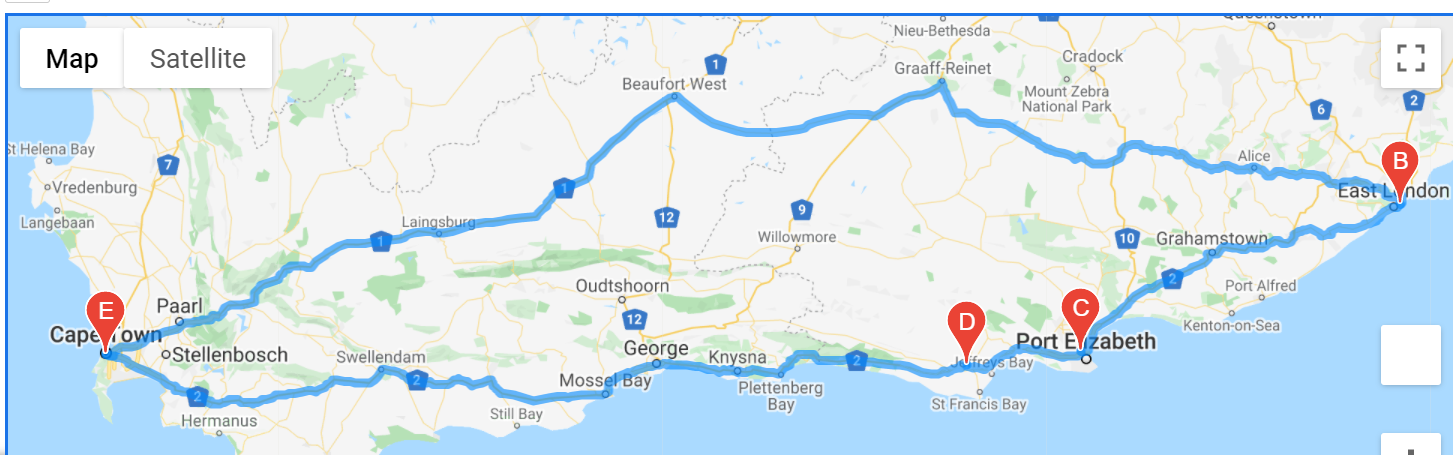 Map
Satellite
Nieu-Bethesda
Queenstown
Cradock
1
Graaff-Reinet
Beaufort West
Mount Zebra
National Park
6
2
St Helena Bay
7
Alice
B
Vredenburg
1
East London
Langebaan
Laingsburg
12
9
1
Willowmore
10
Grahamstown
2
Oudtshoorn
Port Alfred
E
Paarl
12
D
C
Kenton-on-Sea
Cape Town
Stellenbosch
Swellendam
George
Knysna
2
Port Elizabeth
Jeffreys Bay
2
Mossel Bay
Plettenberg
Bay
2
Hermanus
Still Bay
St Francis Bay